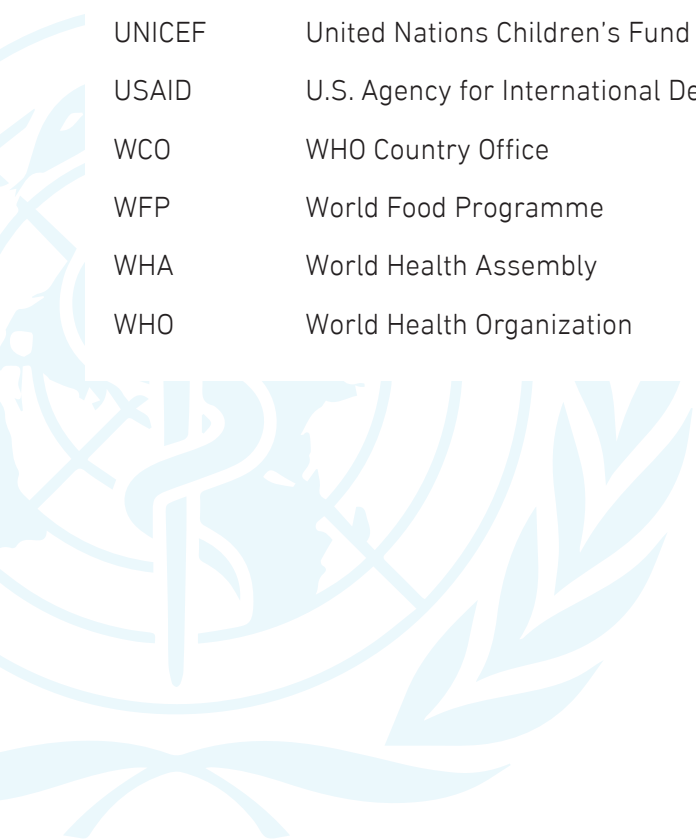 UNICEF United Nations Children’s Fund
USAID U.S. Agency for International
WCO WHO Country Office
WFP World Food Programme
WHA World Health Assembly
WHO World Health Organization